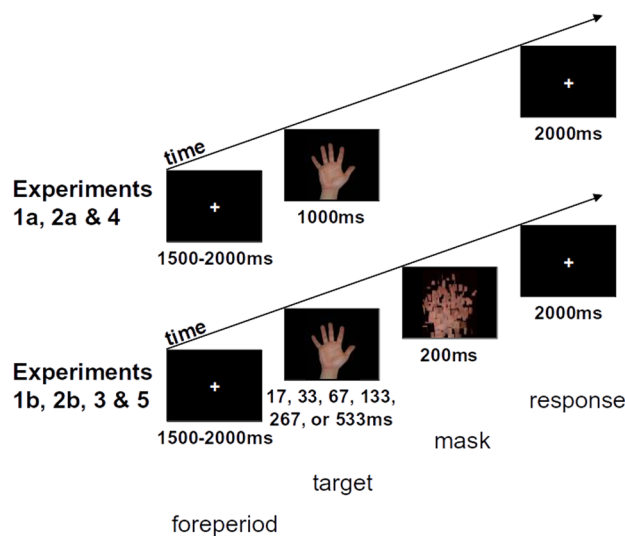 time
2000ms
Experiments
1a, 2a & 4
1000ms
1500-2000ms
time
2000ms
200ms
Experiments
1b, 2b, 3 & 5
17, 33, 67, 133,
267, or 533ms
response
1500-2000ms
mask
target
foreperiod